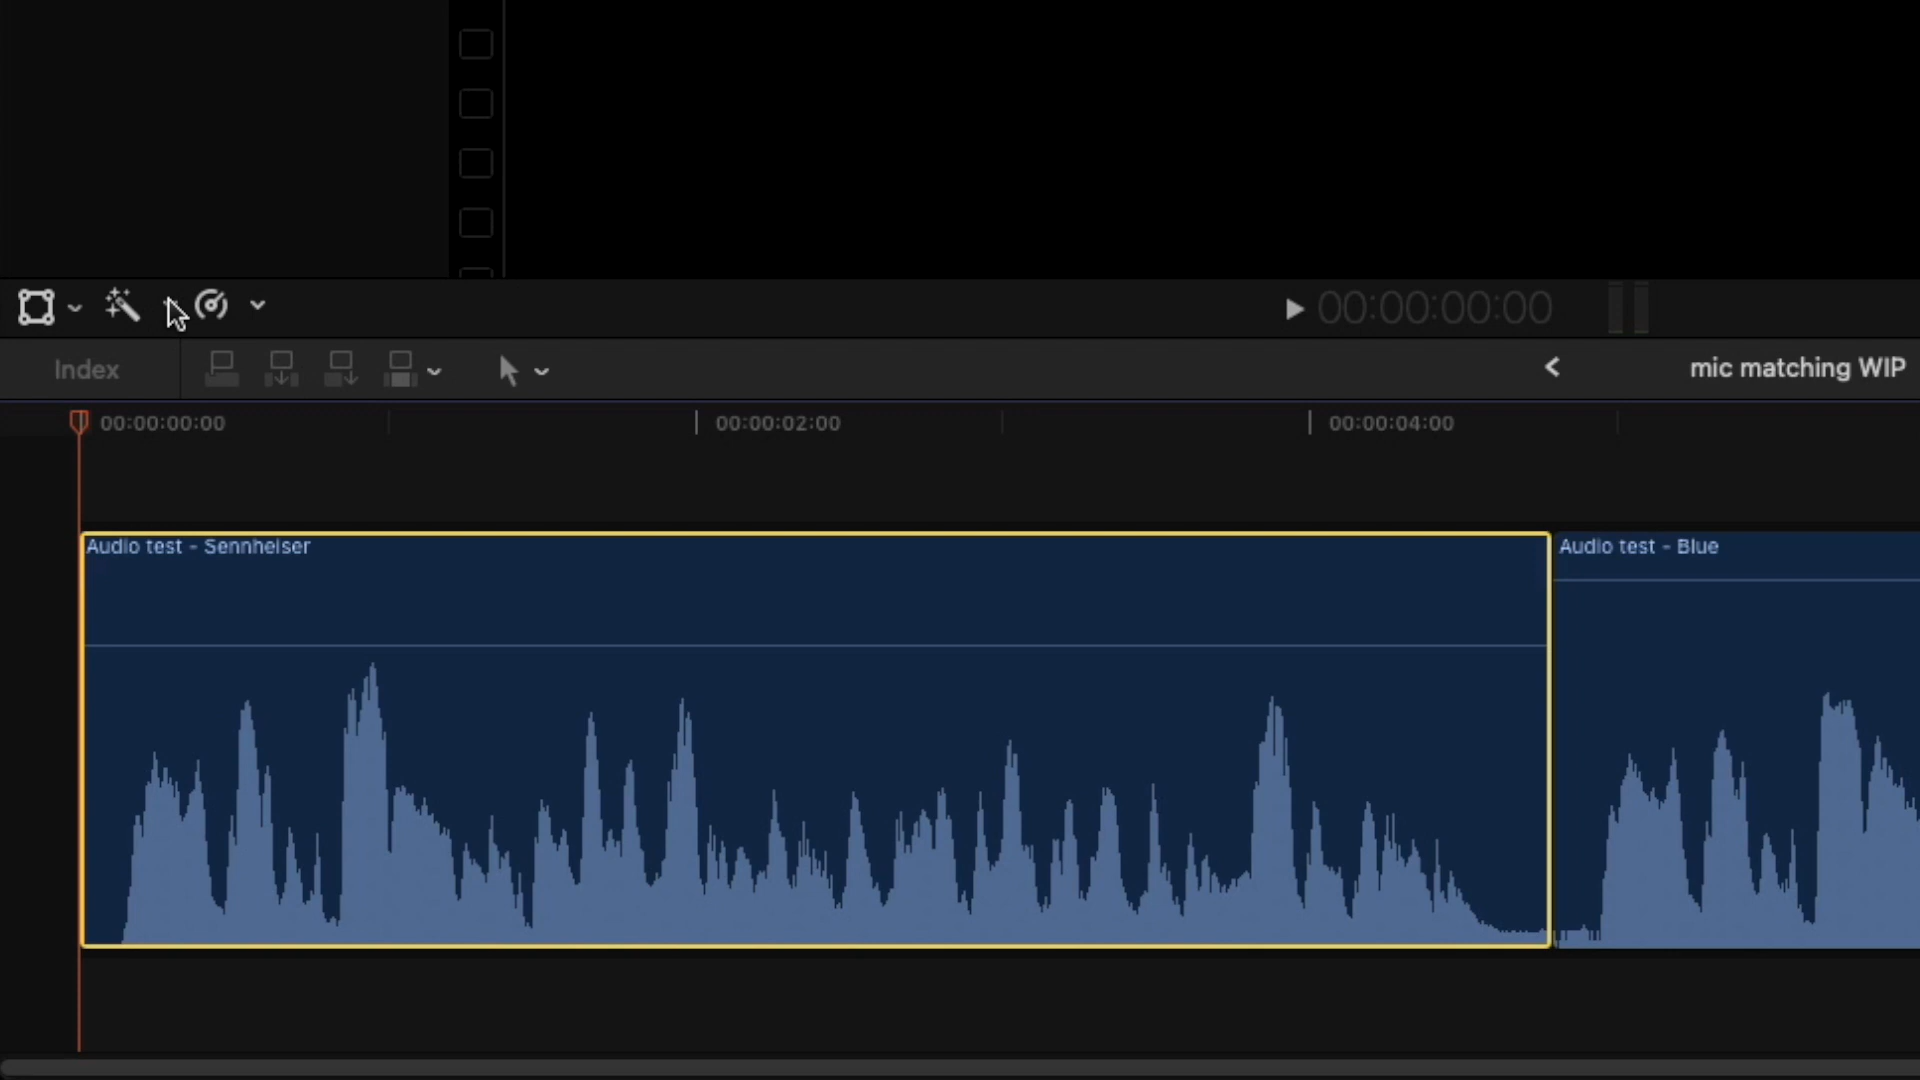 00:00:00:00
Index
mic matching WIP
00:00:00:00
00:00:02:00
00:00:04:00
Audio test - Sennheiser
Audio test - Blue